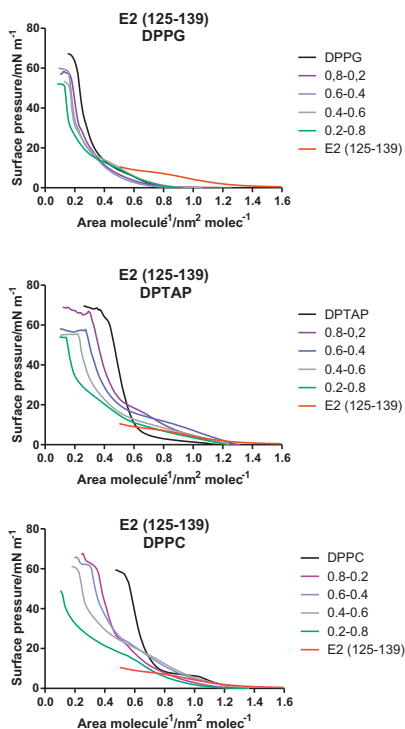 E2 (125-139)
DPPG
Surface pressure/mN m-1
80
60
40
20
0
0.0 0.2 0.4 0.6 0.8 1.0 1.2 1.4 1.6
Area molecule-1/nm2 molec-1
DPPG
0,8-0,2
0.6-0.4
0.4-0.6
0.2-0.8
E2 (125-139)
E2 (125-139)
DPTAP
Surface pressure/mN m-1
80
60
40
20
0
0.0 0.2 0.4 0.6 0.8 1.0 1.2 1.4 1.6
Area molecule-1/nm2 molec-1
DPTAP
0.8-0,2
0.6-0.4
0.4-0.6
0.2-0.8
E2 (125-139)
E2 (125-139)
DPPC
Surface pressure/mN m-1
80
60
40
20
0
0.0 0.2 0.4 0.6 0.8 1.0 1.2 1.4 1.6
Area molecule-1/nm2 molec-1
DPPC
0.8-0.2
0.6-0.4
0.4-0.6
0.2-0.8
E2 (125-139)